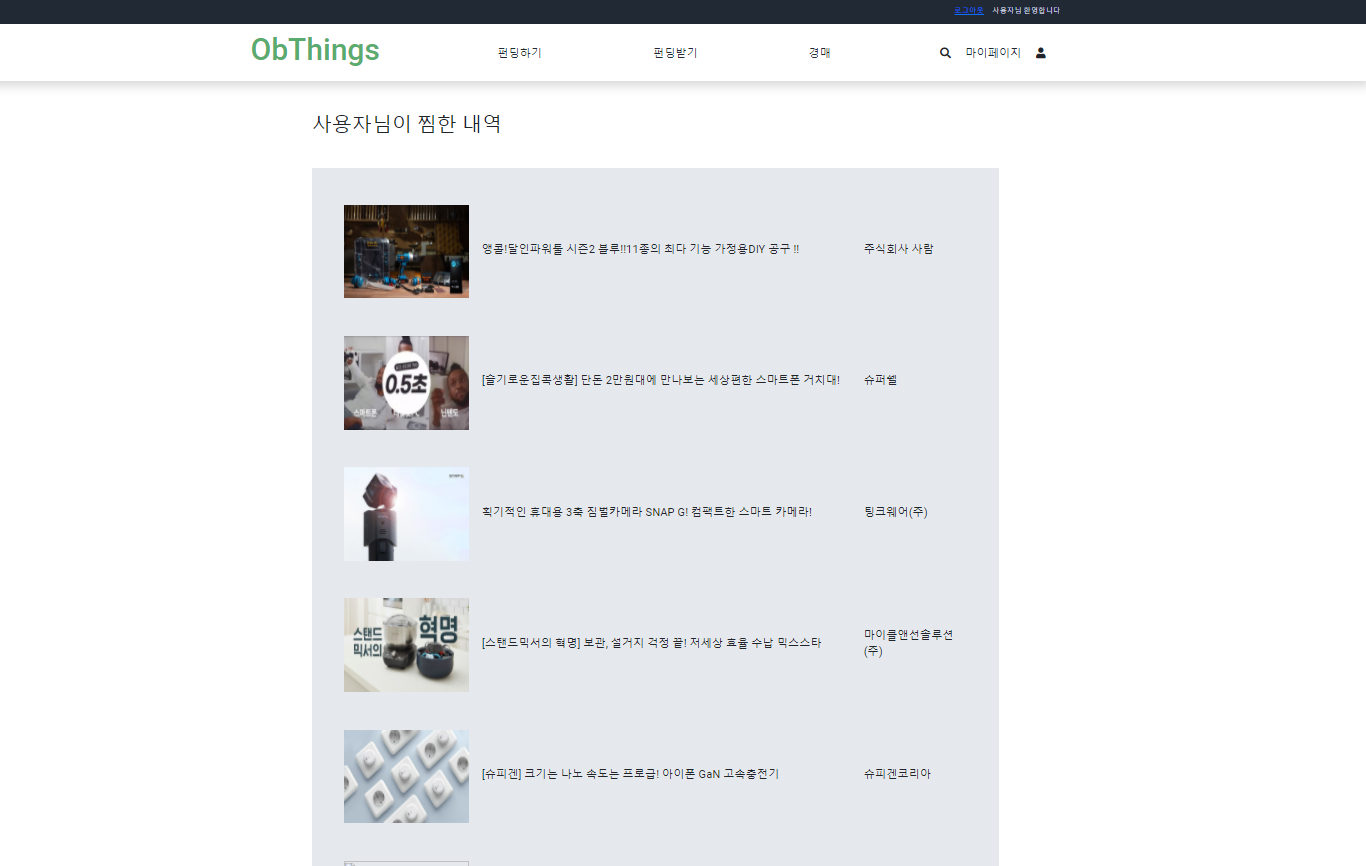 로그아웃 사용자님 환영합니다
ObThings 펀딩하기 펀딩받기 경매 마이페이지
사용자님이 찜한 내역
앵콜!달인파워툴 시즌2 블루!!11종의 최다 기능 가정용DIY 공구 !! 주식회사 사람
0.5초
스마트폰 닌텐도
[슬기로운집콕생활] 단돈 2만원대에 만나보는 세상편한 스마트폰 거치대! 슈퍼쉘
획기적인 휴대용 3축 짐벌카메라 SNAP G! 컴팩트한 스마트 카메라! 팅크웨어(주)
스탠드 혁명
믹서의
[스탠드믹서의 혁명] 보관, 설거지 걱정 끝! 저세상 효율 수납 믹스스타 마이클앤선솔루션
(주)
[슈피겐] 크기는 나노 속도는 프로급! 아이폰 GaN 고속충전기 슈피겐코리아